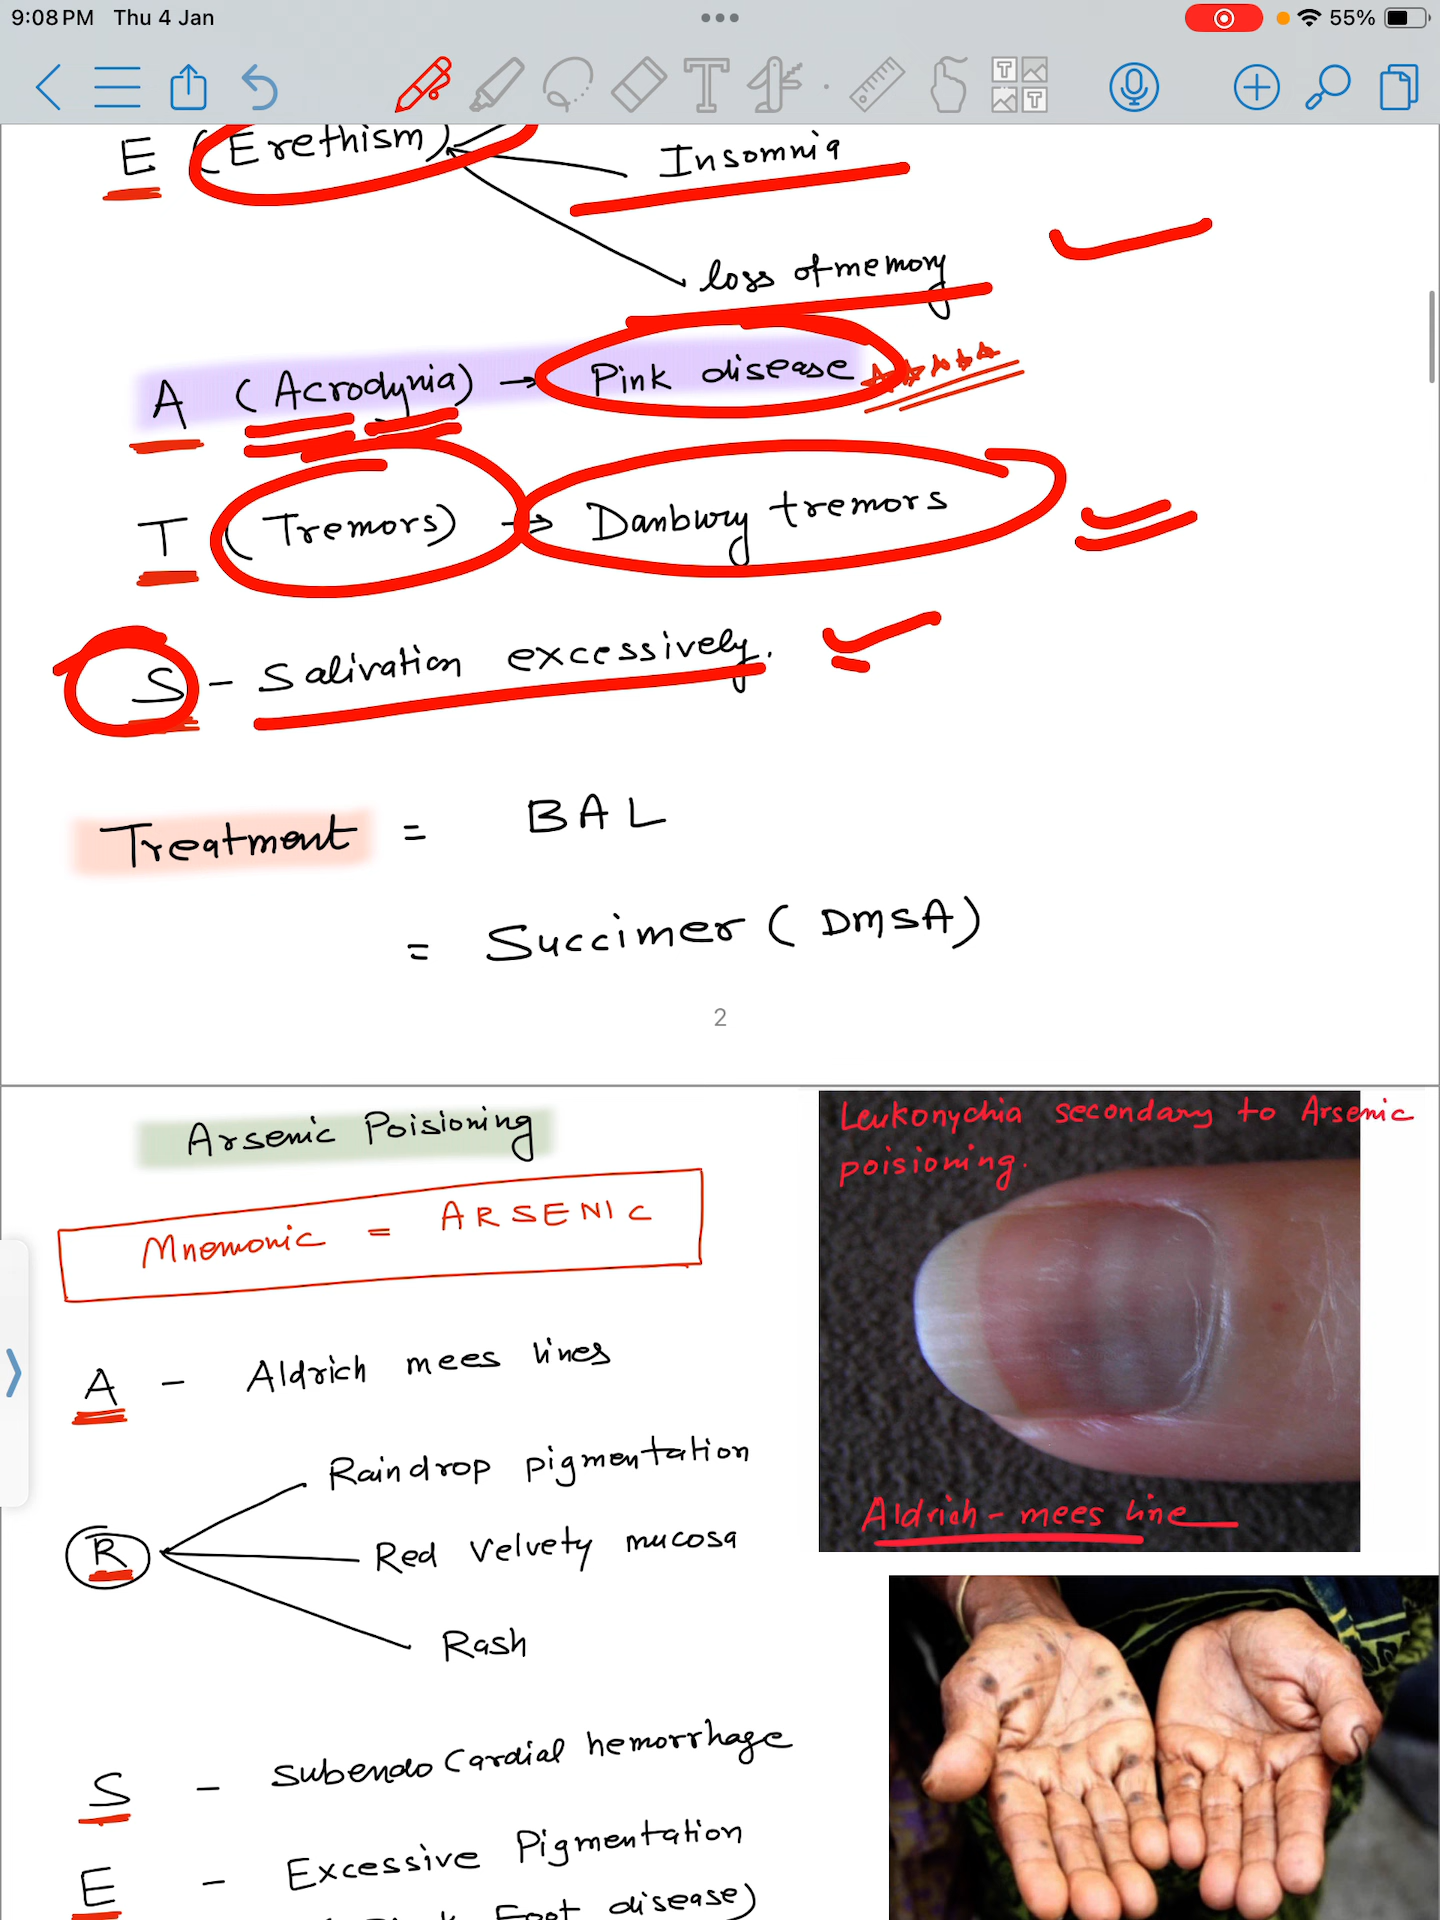 9:08 PM Thu 4 Jan
55%
E (Erethism)
Insomnia
loss of memory
A (Acrodynia) → Pink disease
T (Tremors) → Danbury tremors
S - Salivation excessively.
Treatment = BAL
= Succimer (DMSA)
2
Arsenic Poisioning
Mnemonic = ARSENIC
Leukonychia secondary to Arsenic
poisioning.
Aldrich - mees line
A - Aldrich mees lines
R
Raindrop pigmentation
Red Velvety mucosa
Rash
S - Subendo Cardial hemorrhage
E - Excessive Pigmentation
Foot disease)